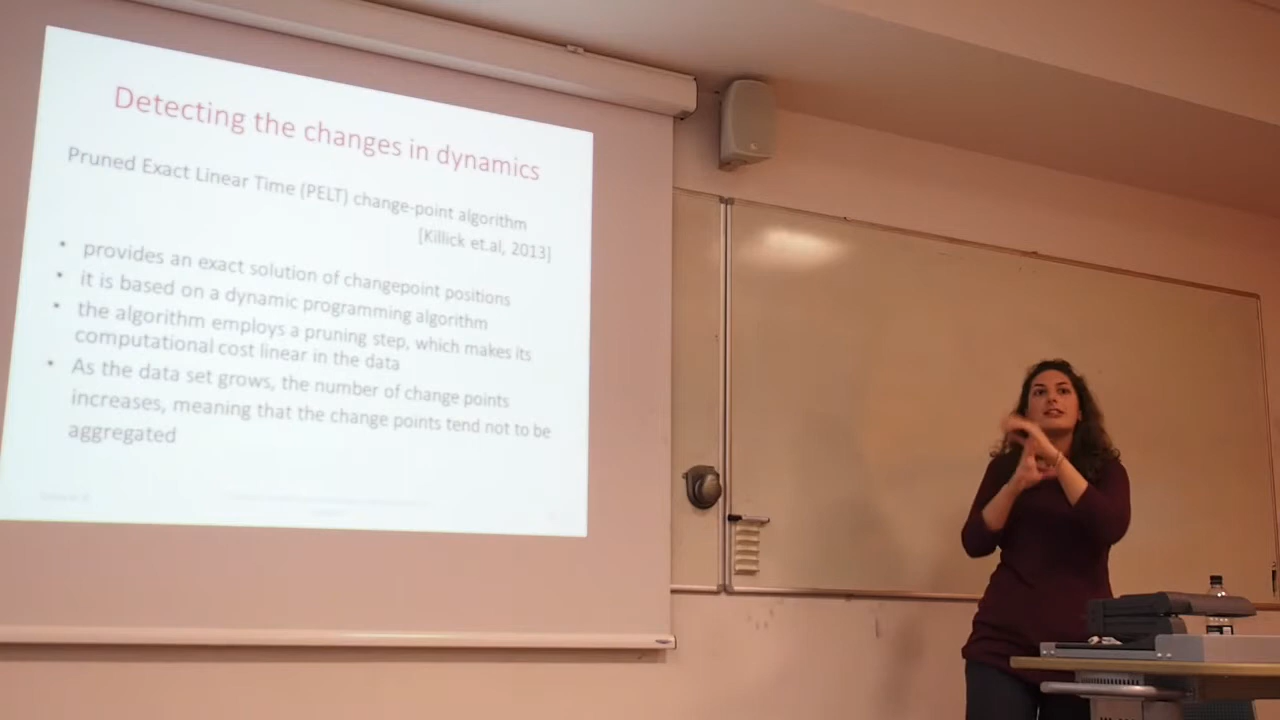 Detecting the changes in dynamics
Pruned Exact Linear Time (PELT) change-point algorithm
[Killick et.al, 2013]
• provides an exact solution of changepoint positions
• it is based on a dynamic programming algorithm
• the algorithm employs a pruning step, which makes its
computational cost linear in the data
• As the data set grows, the number of change points
increases, meaning that the change points tend not to be
aggregated